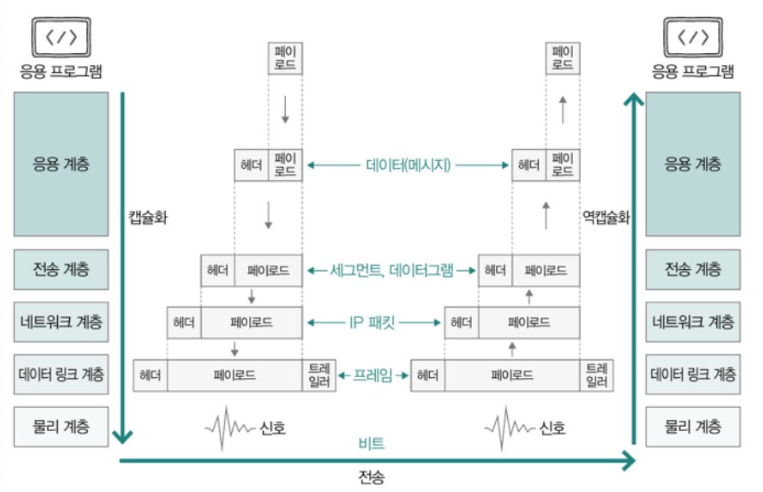 </>
</>
응용 프로그램
응용 프로그램
페이
로드
페이
로드
응용 계층
헤더
페이
로드
데이터(메시지)
헤더
페이
로드
응용 계층
캡슐화
역캡슐화
전송 계층
헤더
페이로드
세그먼트, 데이터그램
헤더
페이로드
전송 계층
네트워크 계층
헤더
페이로드
IP 패킷
헤더
페이로드
네트워크 계층
데이터 링크 계층
헤더
페이로드
트레
일러
프레임
헤더
페이로드
트레
일러
데이터 링크 계층
물리 계층
신호
신호
물리 계층
비트
전송